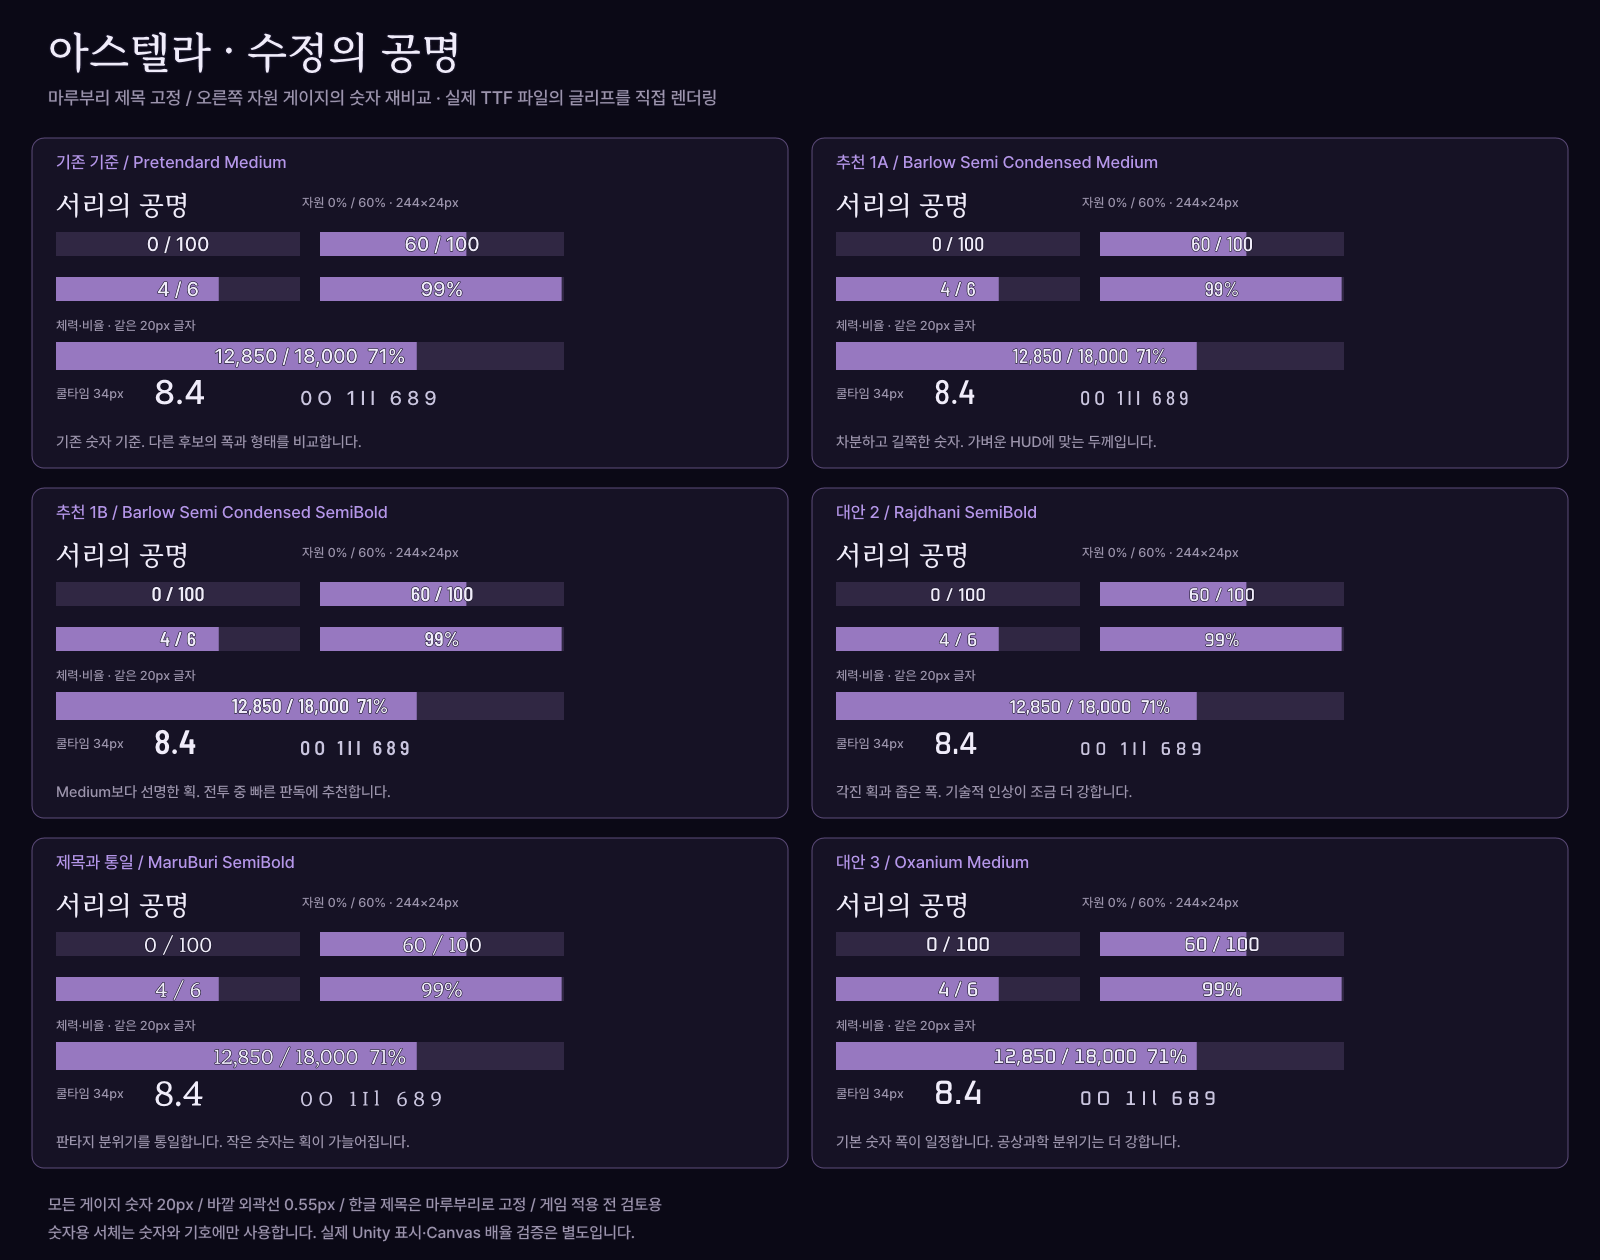 아스텔라 · 수정의 공명
마루부리 제목 고정 / 오른쪽 자원 게이지의 숫자 재비교 · 실제 TTF 파일의 글리프를 직접 렌더링
기존 기준 / Pretendard Medium
서리의 공명
자원 0% / 60% · 244×24px
0 / 100
60 / 100
4 / 6
99%
체력·비율 · 같은 20px 글자
12,850 / 18,000 71%
쿨타임 34px
8.4
0O 1Il 689
기존 숫자 기준. 다른 후보의 폭과 형태를 비교합니다.
추천 1A / Barlow Semi Condensed Medium
서리의 공명
자원 0% / 60% · 244×24px
0 / 100
60 / 100
4 / 6
99%
체력·비율 · 같은 20px 글자
12,850 / 18,000 71%
쿨타임 34px
8.4
0O 1Il 689
차분하고 길쭉한 숫자. 가벼운 HUD에 맞는 두께입니다.
추천 1B / Barlow Semi Condensed SemiBold
서리의 공명
자원 0% / 60% · 244×24px
0 / 100
60 / 100
4 / 6
99%
체력·비율 · 같은 20px 글자
12,850 / 18,000 71%
쿨타임 34px
8.4
0O 1Il 689
Medium보다 선명한 획. 전투 중 빠른 판독에 추천합니다.
대안 2 / Rajdhani SemiBold
서리의 공명
자원 0% / 60% · 244×24px
0 / 100
60 / 100
4 / 6
99%
체력·비율 · 같은 20px 글자
12,850 / 18,000 71%
쿨타임 34px
8.4
0O 1Il 689
각진 획과 좁은 폭. 기술적 인상이 조금 더 강합니다.
제목과 통일 / MaruBuri SemiBold
서리의 공명
자원 0% / 60% · 244×24px
0 / 100
60 / 100
4 / 6
99%
체력·비율 · 같은 20px 글자
12,850 / 18,000 71%
쿨타임 34px
8.4
0O 1Il 689
판타지 분위기를 통일합니다. 작은 숫자는 획이 가늘어집니다.
대안 3 / Oxanium Medium
서리의 공명
자원 0% / 60% · 244×24px
0 / 100
60 / 100
4 / 6
99%
체력·비율 · 같은 20px 글자
12,850 / 18,000 71%
쿨타임 34px
8.4
0O 1Il 689
기본 숫자 폭이 일정합니다. 공상과학 분위기는 더 강합니다.
모든 게이지 숫자 20px / 바깥 외곽선 0.55px / 한글 제목은 마루부리로 고정 / 게임 적용 전 검토용
숫자용 서체는 숫자와 기호에만 사용합니다. 실제 Unity 표시·Canvas 배율 검증은 별도입니다.